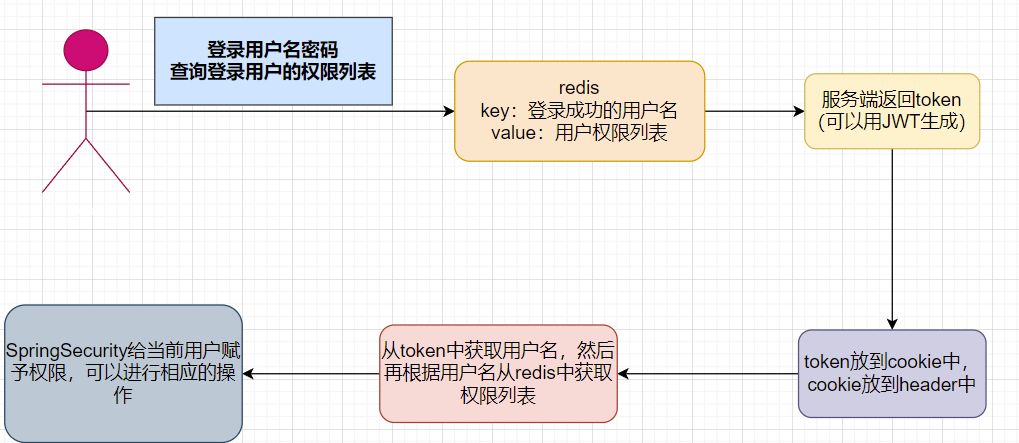 登录用户名密码
查询登录用户的权限列表
redis
key：登录成功的用户名
value：用户权限列表
服务端返回token
(可以用JWT生成)
SpringSecurity给当前用户赋
予权限，可以进行相应的操
作
从token中获取用户名，然后
再根据用户名从redis中获取
权限列表
token放到cookie中，
cookie放到header中